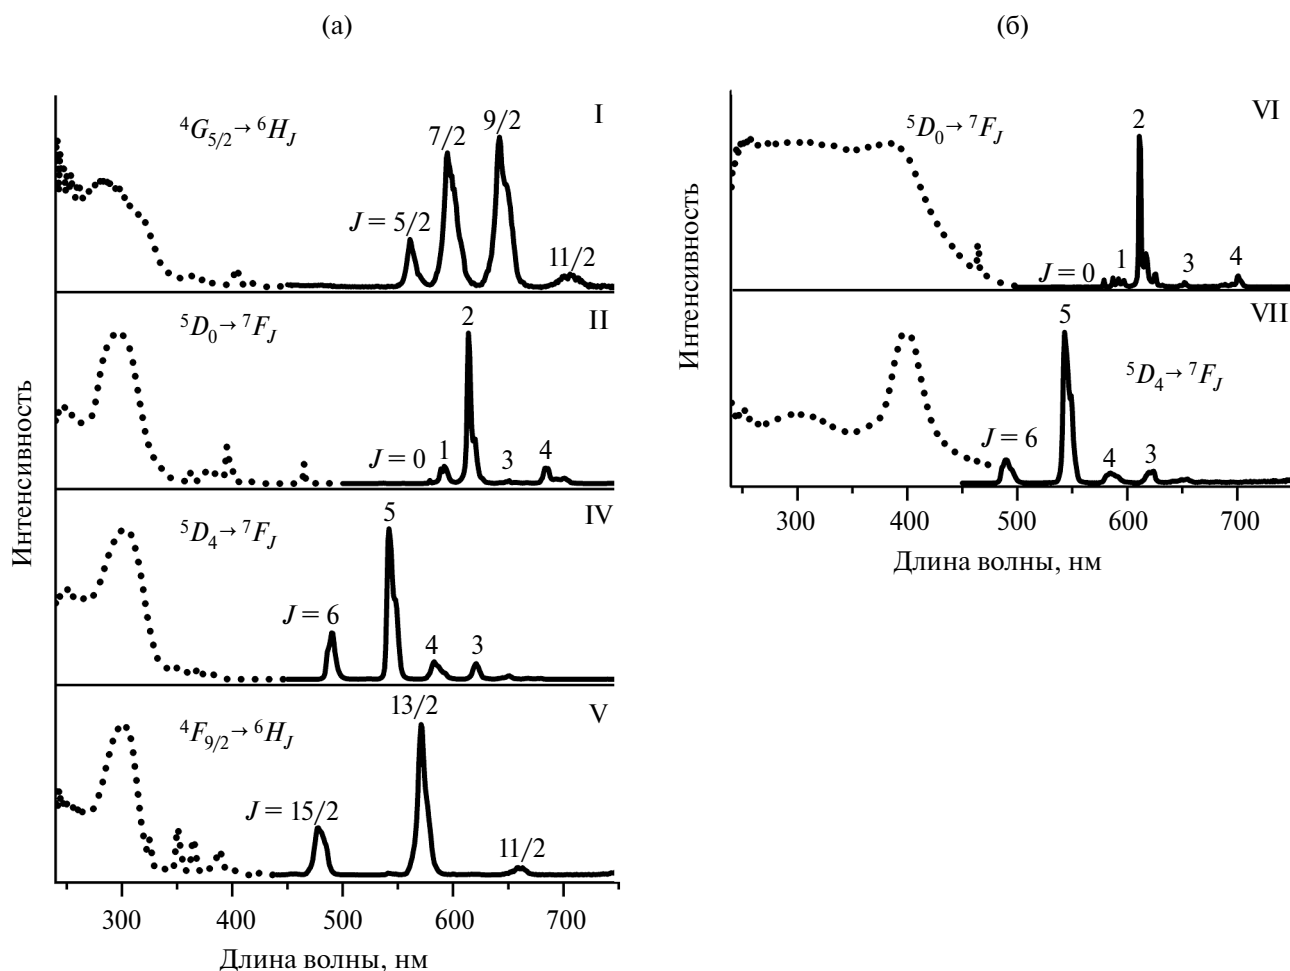 (а)
I
⁴G₅/₂→⁶H_J
J = 5/2
7/2
9/2
11/2
II
⁵D₀→⁷F_J
J = 0
1
2
3
4
IV
⁵D₄→⁷F_J
J = 6
5
4
3
V
⁴F₉/₂→⁶H_J
J = 15/2
13/2
11/2
Интенсивность
300 400 500 600 700
Длина волны, нм
(б)
VI
⁵D₀→⁷F_J
J = 0
1
2
3
4
VII
⁵D₄→⁷F_J
J = 6
5
4
3
Интенсивность
300 400 500 600 700
Длина волны, нм